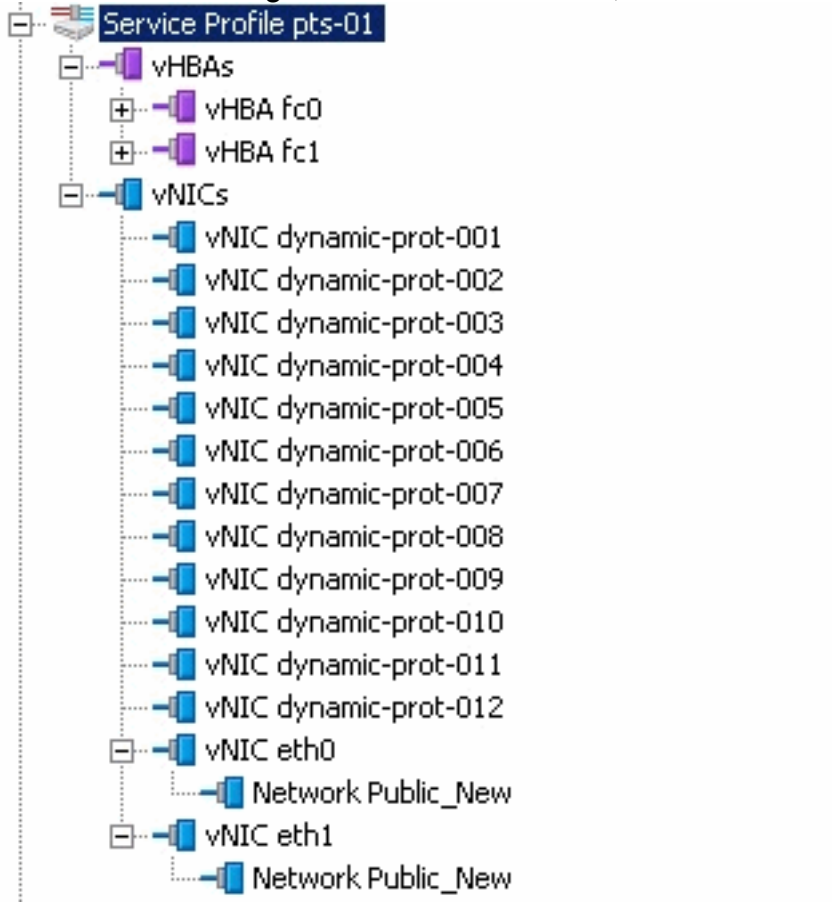 Service Profile pts-01
vHBAs
vHBA fc0
vHBA fc1
vNICs
vNIC dynamic-prot-001
vNIC dynamic-prot-002
vNIC dynamic-prot-003
vNIC dynamic-prot-004
vNIC dynamic-prot-005
vNIC dynamic-prot-006
vNIC dynamic-prot-007
vNIC dynamic-prot-008
vNIC dynamic-prot-009
vNIC dynamic-prot-010
vNIC dynamic-prot-011
vNIC dynamic-prot-012
vNIC eth0
Network Public_New
vNIC eth1
Network Public_New